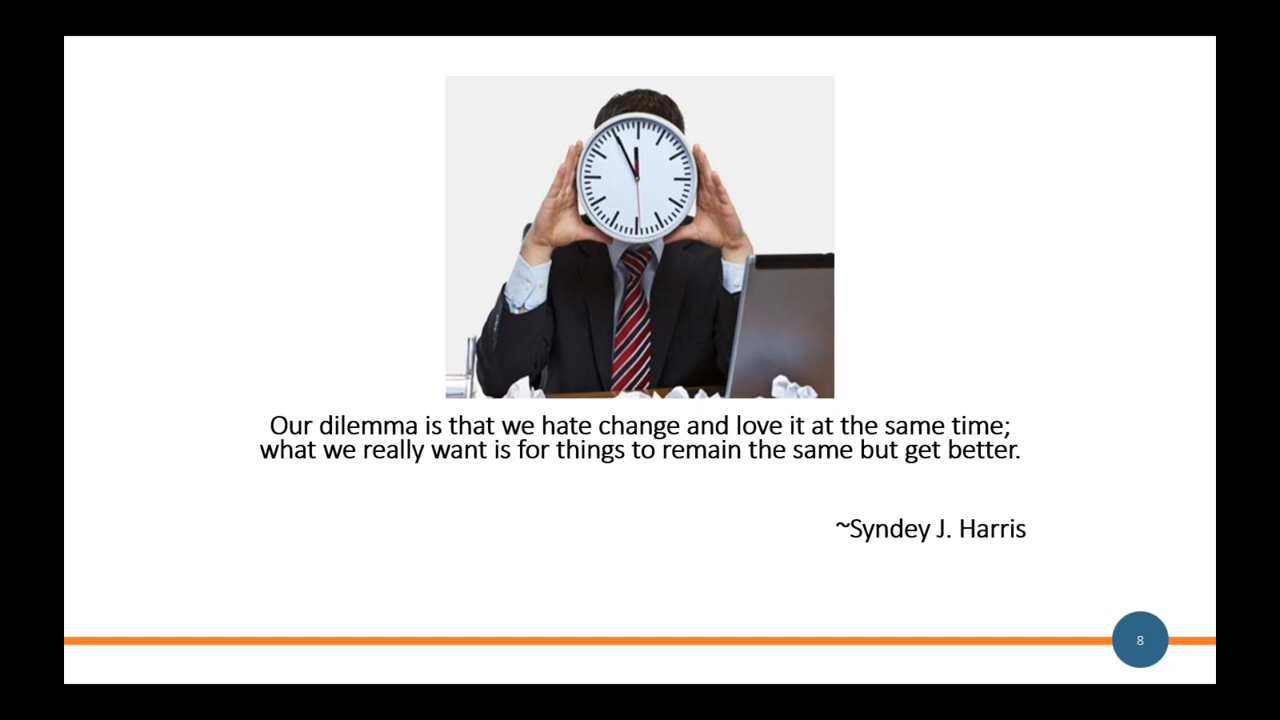 Our dilemma is that we hate change and love it at the same time;
what we really want is for things to remain the same but get better.
~Syndey J. Harris
8